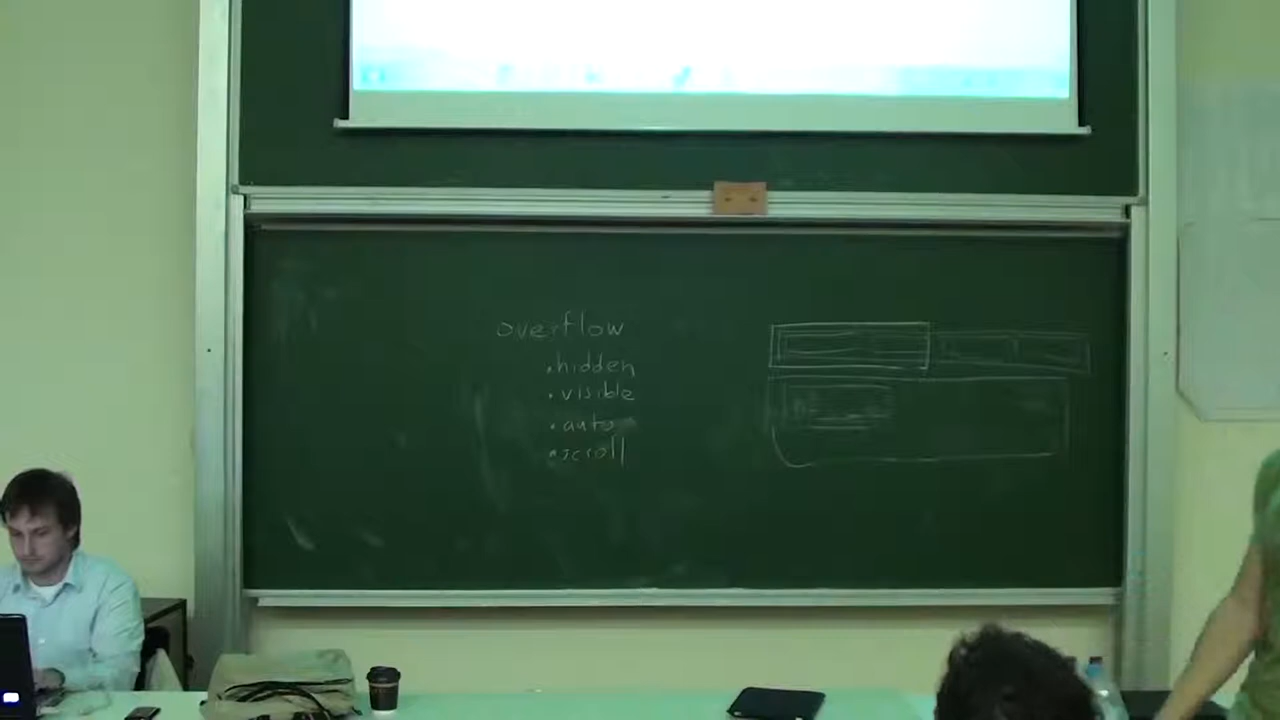 overflow
.hidden
.visible
.auto
.scroll